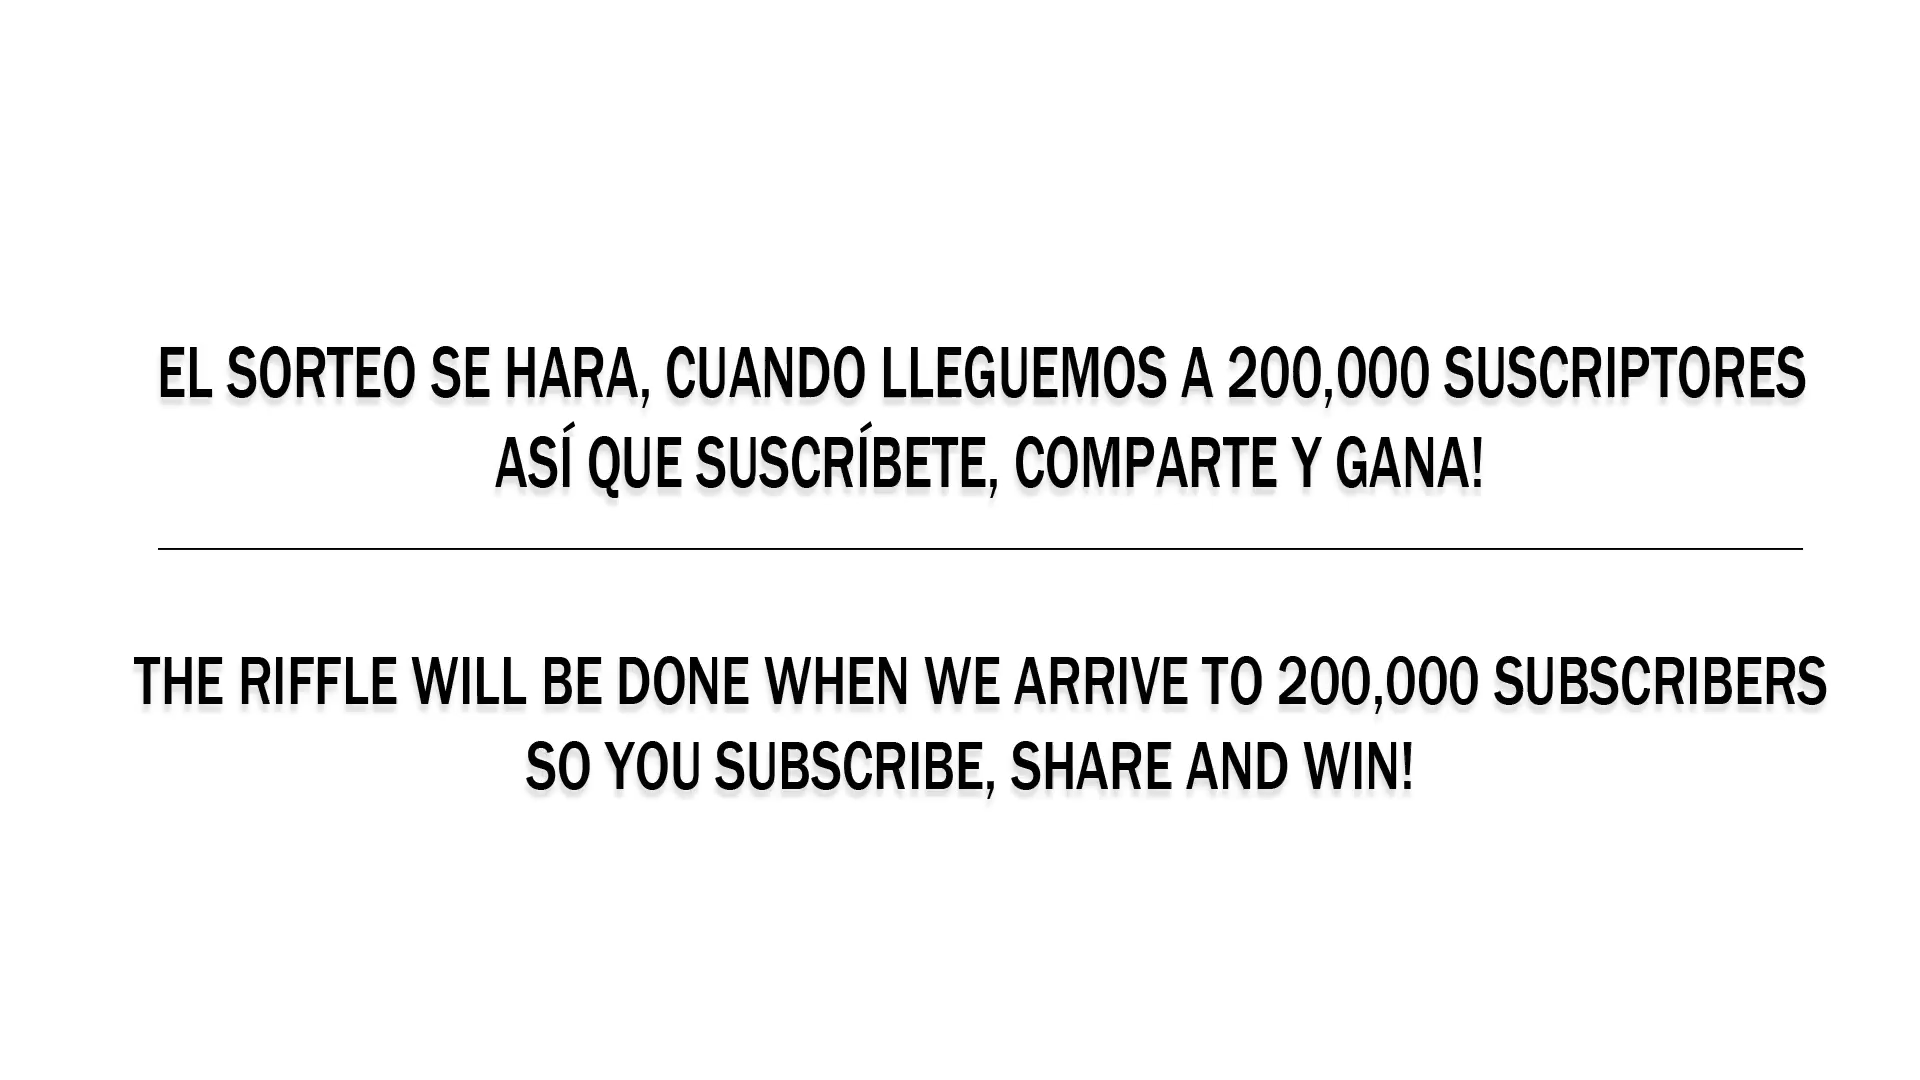 EL SORTEO SE HARA, CUANDO LLEGUEMOS A 200,000 SUSCRIPTORES
ASÍ QUE SUSCRÍBETE, COMPARTE Y GANA!
THE RIFFLE WILL BE DONE WHEN WE ARRIVE TO 200,000 SUBSCRIBERS
SO YOU SUBSCRIBE, SHARE AND WIN!